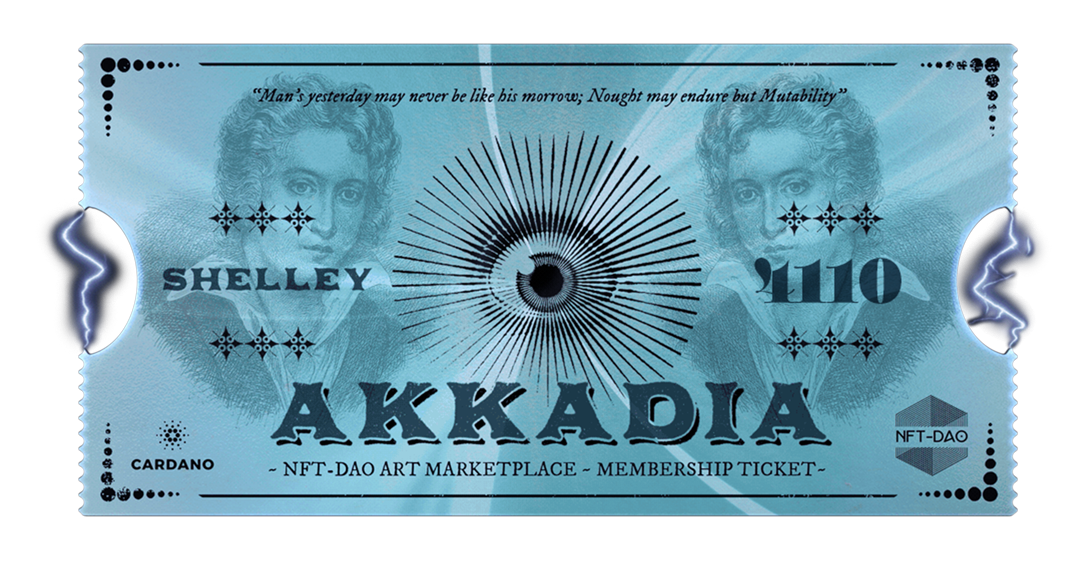 “Man’s yesterday may never be like his morrow; Nought may endure but Mutability”
SHELLEY
’1110
AKKADIA
CARDANO
NFT-DAO
~ NFT-DAO ART MARKETPLACE ~ MEMBERSHIP TICKET~